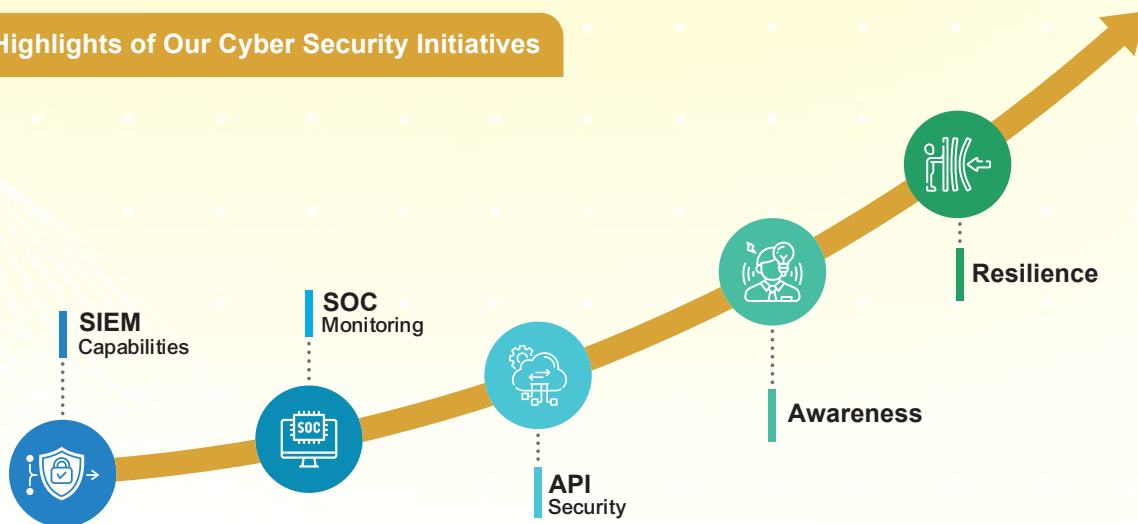 Highlights of Our Cyber Security Initiatives
SIEM
Capabilities
SOC
Monitoring
SOC
API
Security
Awareness
Resilience